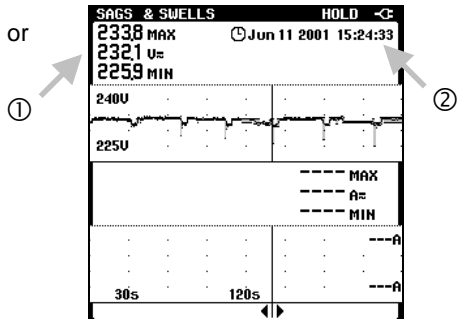 or
SAGS & SWELLS HOLD
233.8 MAX Jun 11 2001 15:24:33
232.1 V≂
225.9 MIN
① ②
240V
225V
---- MAX
---- A≂
---- MIN
---A
---A
30s 120s